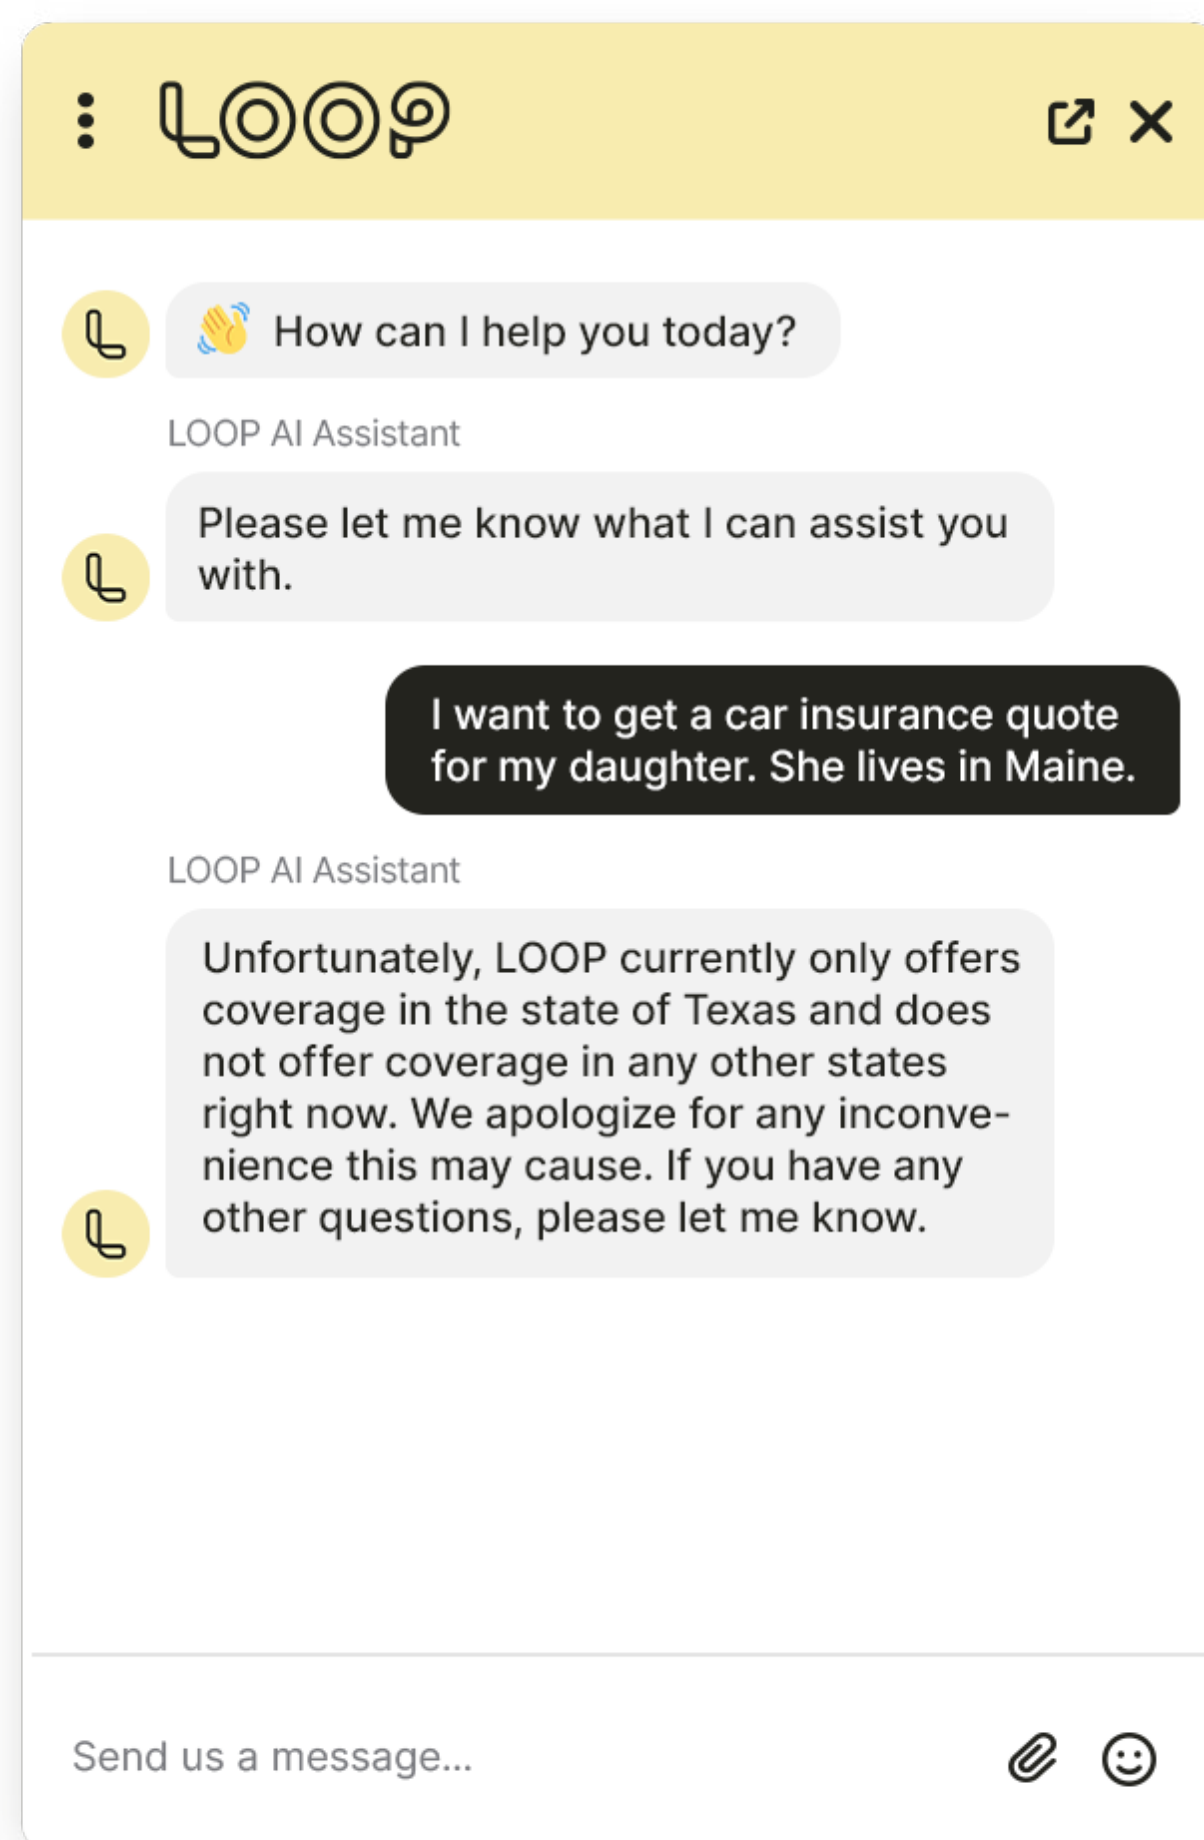 LOOP
👋 How can I help you today?
LOOP AI Assistant
Please let me know what I can assist you
with.
I want to get a car insurance quote
for my daughter. She lives in Maine.
LOOP AI Assistant
Unfortunately, LOOP currently only offers
coverage in the state of Texas and does
not offer coverage in any other states
right now. We apologize for any inconve-
nience this may cause. If you have any
other questions, please let me know.
Send us a message...